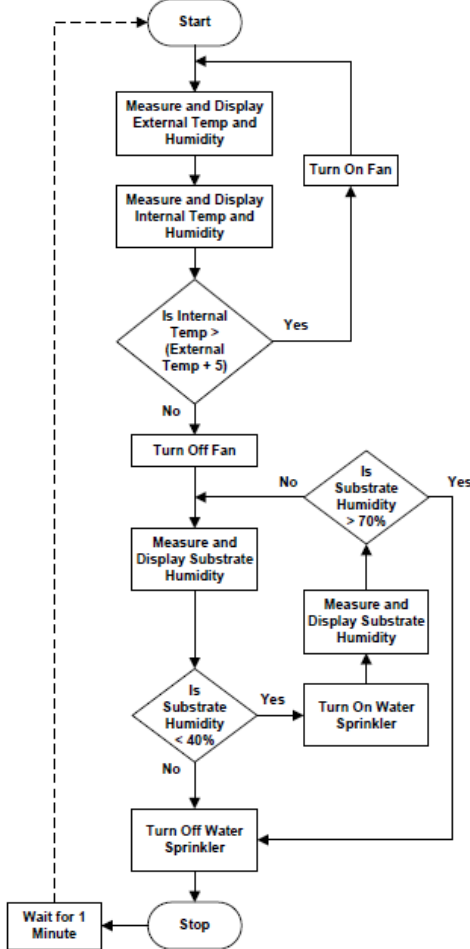 Start
Measure and Display
External Temp and
Humidity
Turn On Fan
Measure and Display
Internal Temp and
Humidity
Is Internal
Temp >
(External
Temp + 5)
Yes
No
Turn Off Fan
Is
Substrate
Humidity
> 70%
No
Yes
Measure and
Display Substrate
Humidity
Measure and
Display Substrate
Humidity
Is
Substrate
Humidity
< 40%
Yes
Turn On Water
Sprinkler
No
Turn Off Water
Sprinkler
Wait for 1
Minute
Stop